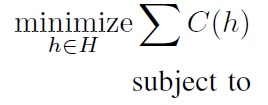 minimize ∑ C(h)
h∈H
subject to